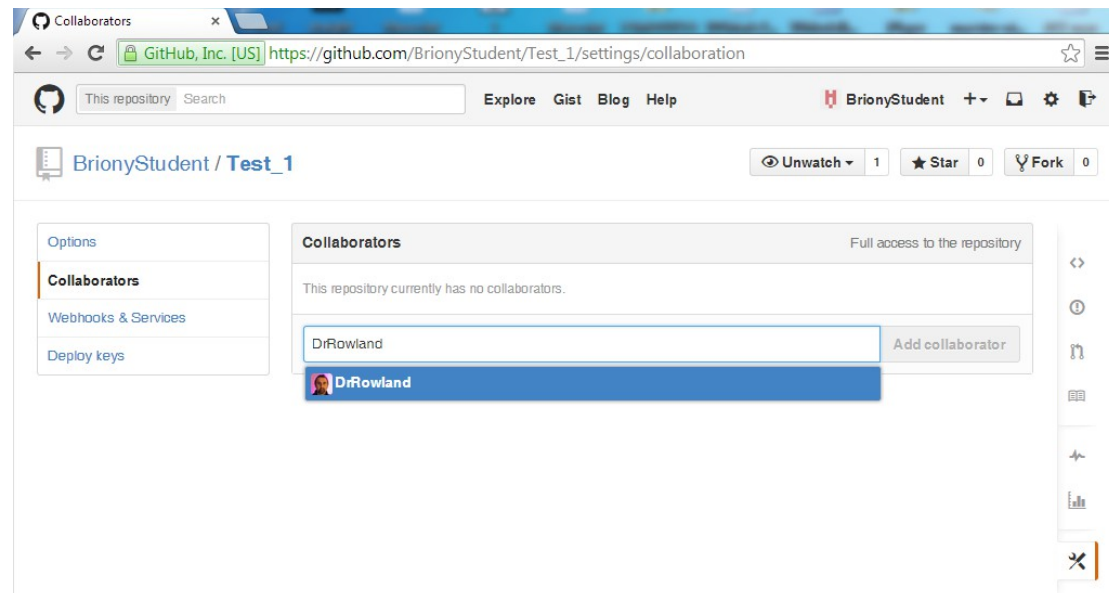 Collaborators
GitHub, Inc. [US] https://github.com/BrionyStudent/Test_1/settings/collaboration
This repository Search Explore Gist Blog Help BrionyStudent
BrionyStudent / Test_1 Unwatch 1 Star 0 Fork 0
Options
Collaborators
Webhooks & Services
Deploy keys
Collaborators Full access to the repository
This repository currently has no collaborators.
DrRowland Add collaborator
DrRowland